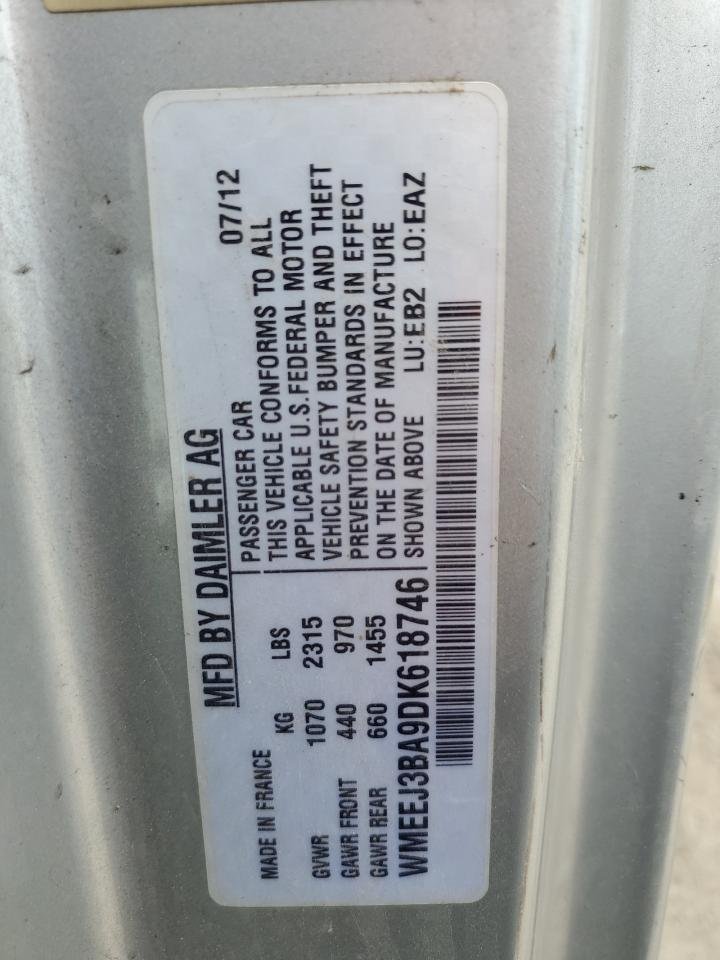 MFD BY DAIMLER AG 07/12
MADE IN FRANCE
KG LBS
GVWR 1070 2315
GAWR FRONT 440 970
GAWR REAR 660 1455
PASSENGER CAR
THIS VEHICLE CONFORMS TO ALL
APPLICABLE U.S.FEDERAL MOTOR
VEHICLE SAFETY BUMPER AND THEFT
PREVENTION STANDARDS IN EFFECT
ON THE DATE OF MANUFACTURE
SHOWN ABOVE LU:EB2 LO:EAZ
WMEEJ3BA9DK618746